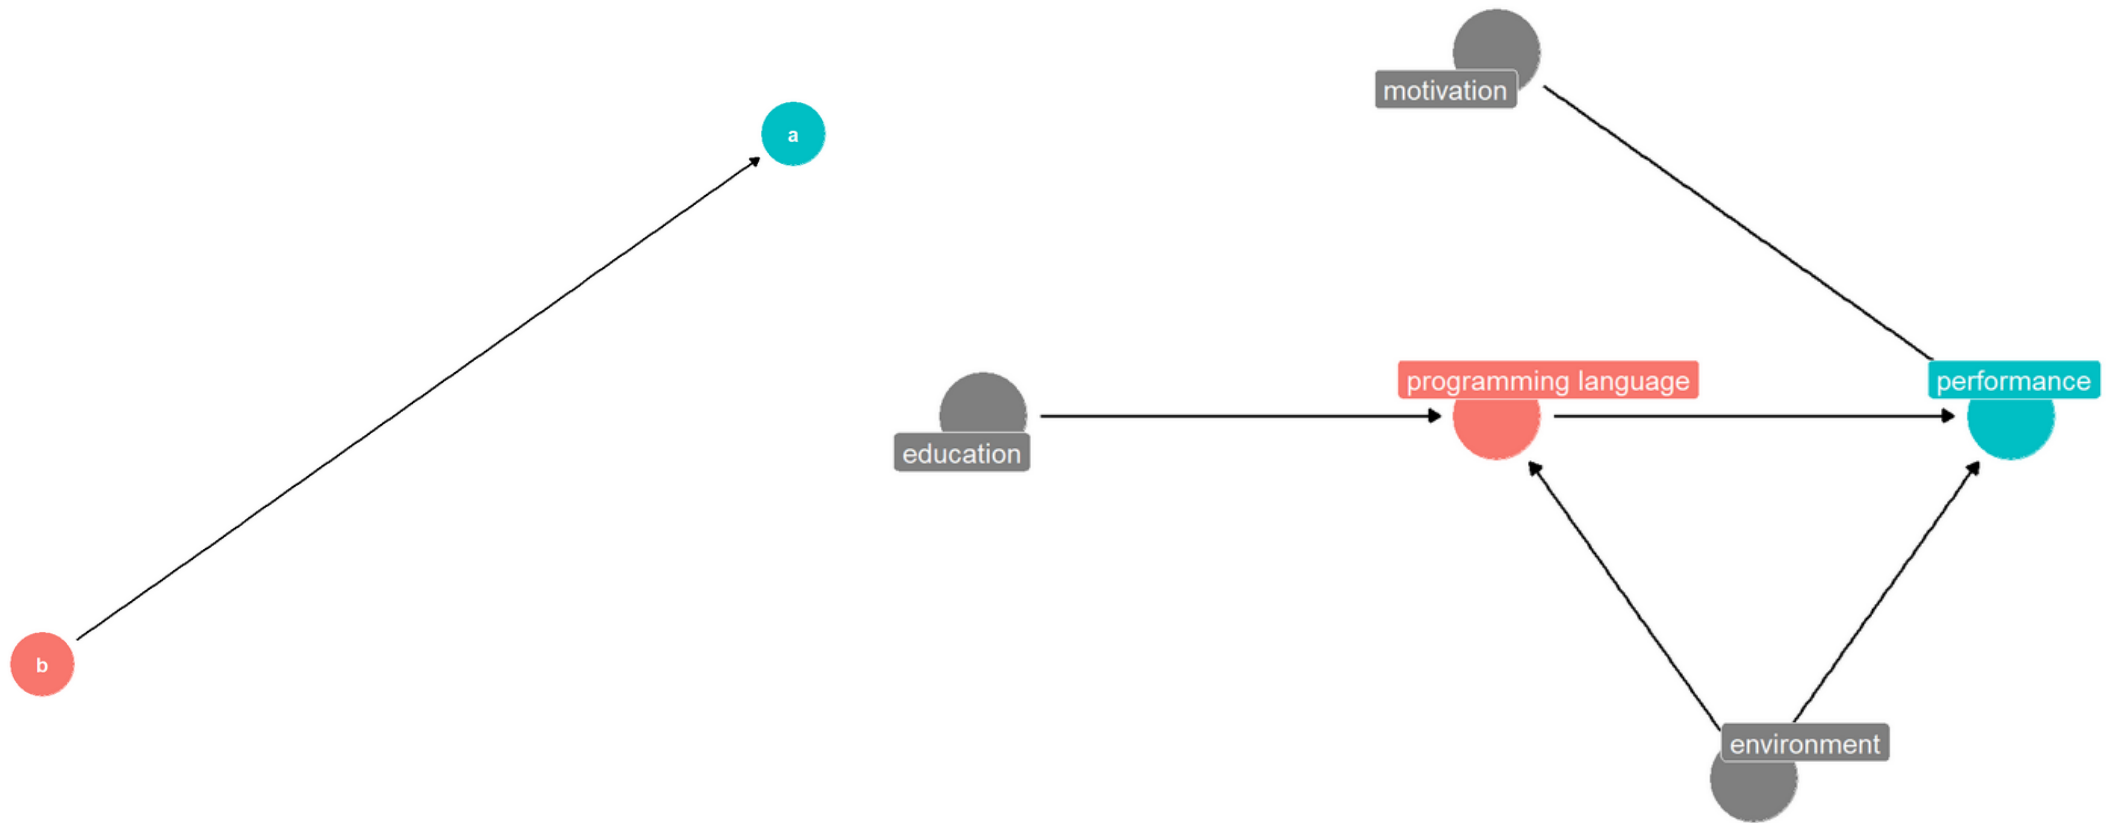 a
b
motivation
programming language
performance
education
environment